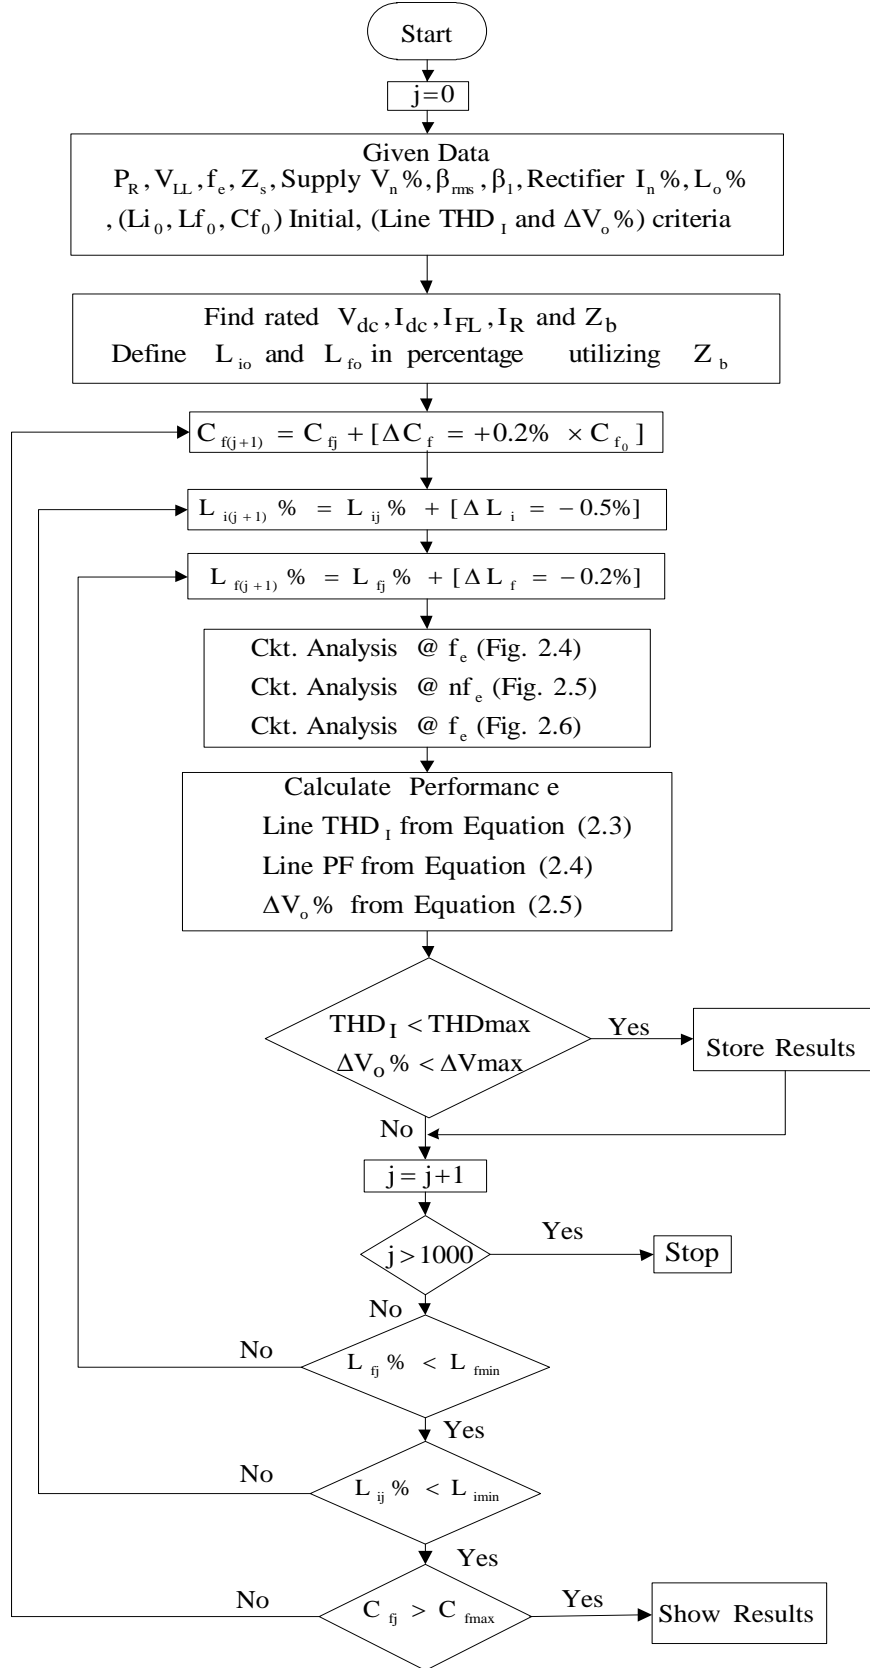 Start
j=0
Given Data
P_R, V_LL, f_e, Z_s, Supply V_n%, β_rms, β_1, Rectifier I_n%, L_o%
, (Li_0, Lf_0, Cf_0) Initial, (Line THD_I and ΔV_o%) criteria
Find rated V_dc, I_dc, I_FL, I_R and Z_b
Define L_io and L_fo in percentage utilizing Z_b
C_f(j+1) = C_fj + [ΔC_f = +0.2% × C_f_0]
L_i(j+1) % = L_ij % + [Δ L_i = −0.5%]
L_f(j+1) % = L_fj % + [Δ L_f = −0.2%]
Ckt. Analysis @ f_e (Fig. 2.4)
Ckt. Analysis @ nf_e (Fig. 2.5)
Ckt. Analysis @ f_e (Fig. 2.6)
Calculate Performanc e
Line THD_I from Equation (2.3)
Line PF from Equation (2.4)
ΔV_o% from Equation (2.5)
THD_I < THDmax
ΔV_o% < ΔVmax
Yes
Store Results
No
j = j+1
j > 1000
Yes
Stop
No
L_fj % < L_fmin
No
Yes
L_ij % < L_imin
No
Yes
C_fj > C_fmax
No
Yes
Show Results